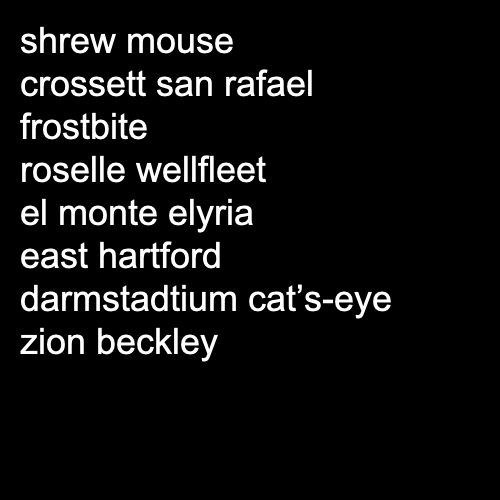 shrew mouse
crossett san rafael
frostbite
roselle wellfleet
el monte elyria
east hartford
darmstadtium cat’s-eye
zion beckley